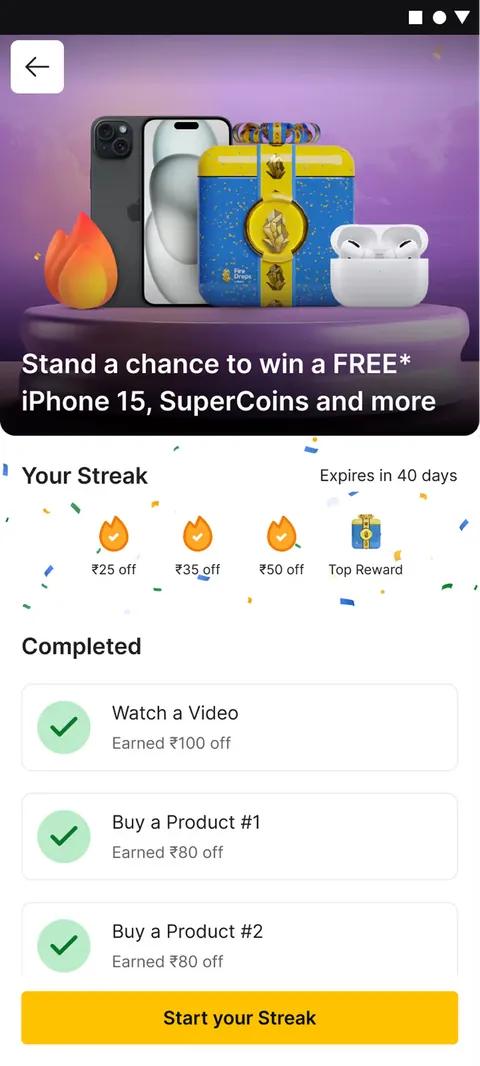 Fire
Drops
Stand a chance to win a FREE*
iPhone 15, SuperCoins and more
Your Streak
Expires in 40 days
₹25 off
₹35 off
₹50 off
Top Reward
Completed
Watch a Video
Earned ₹100 off
Buy a Product #1
Earned ₹80 off
Buy a Product #2
Earned ₹80 off
Start your Streak